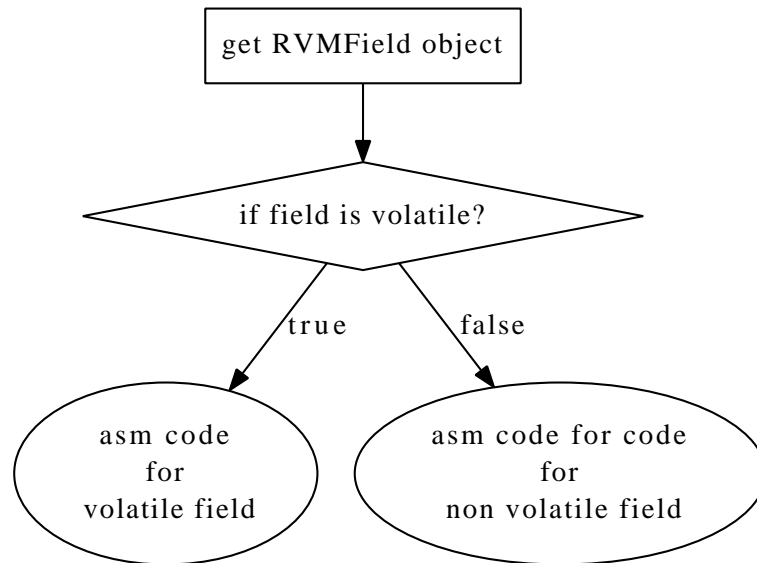 get RVMField object
if field is volatile?
true
false
asm code
for
volatile field
asm code for code
for
non volatile field